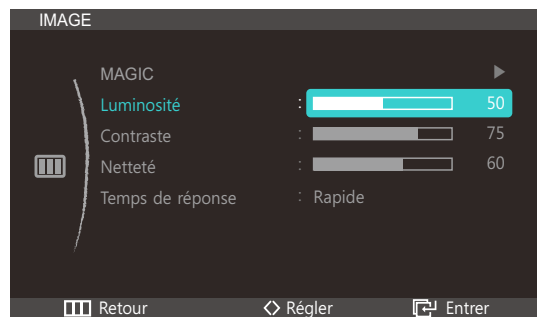 IMAGE
MAGIC
Luminosité : 50
Contraste : 75
Netteté : 60
Temps de réponse : Rapide
Retour Régler Entrer